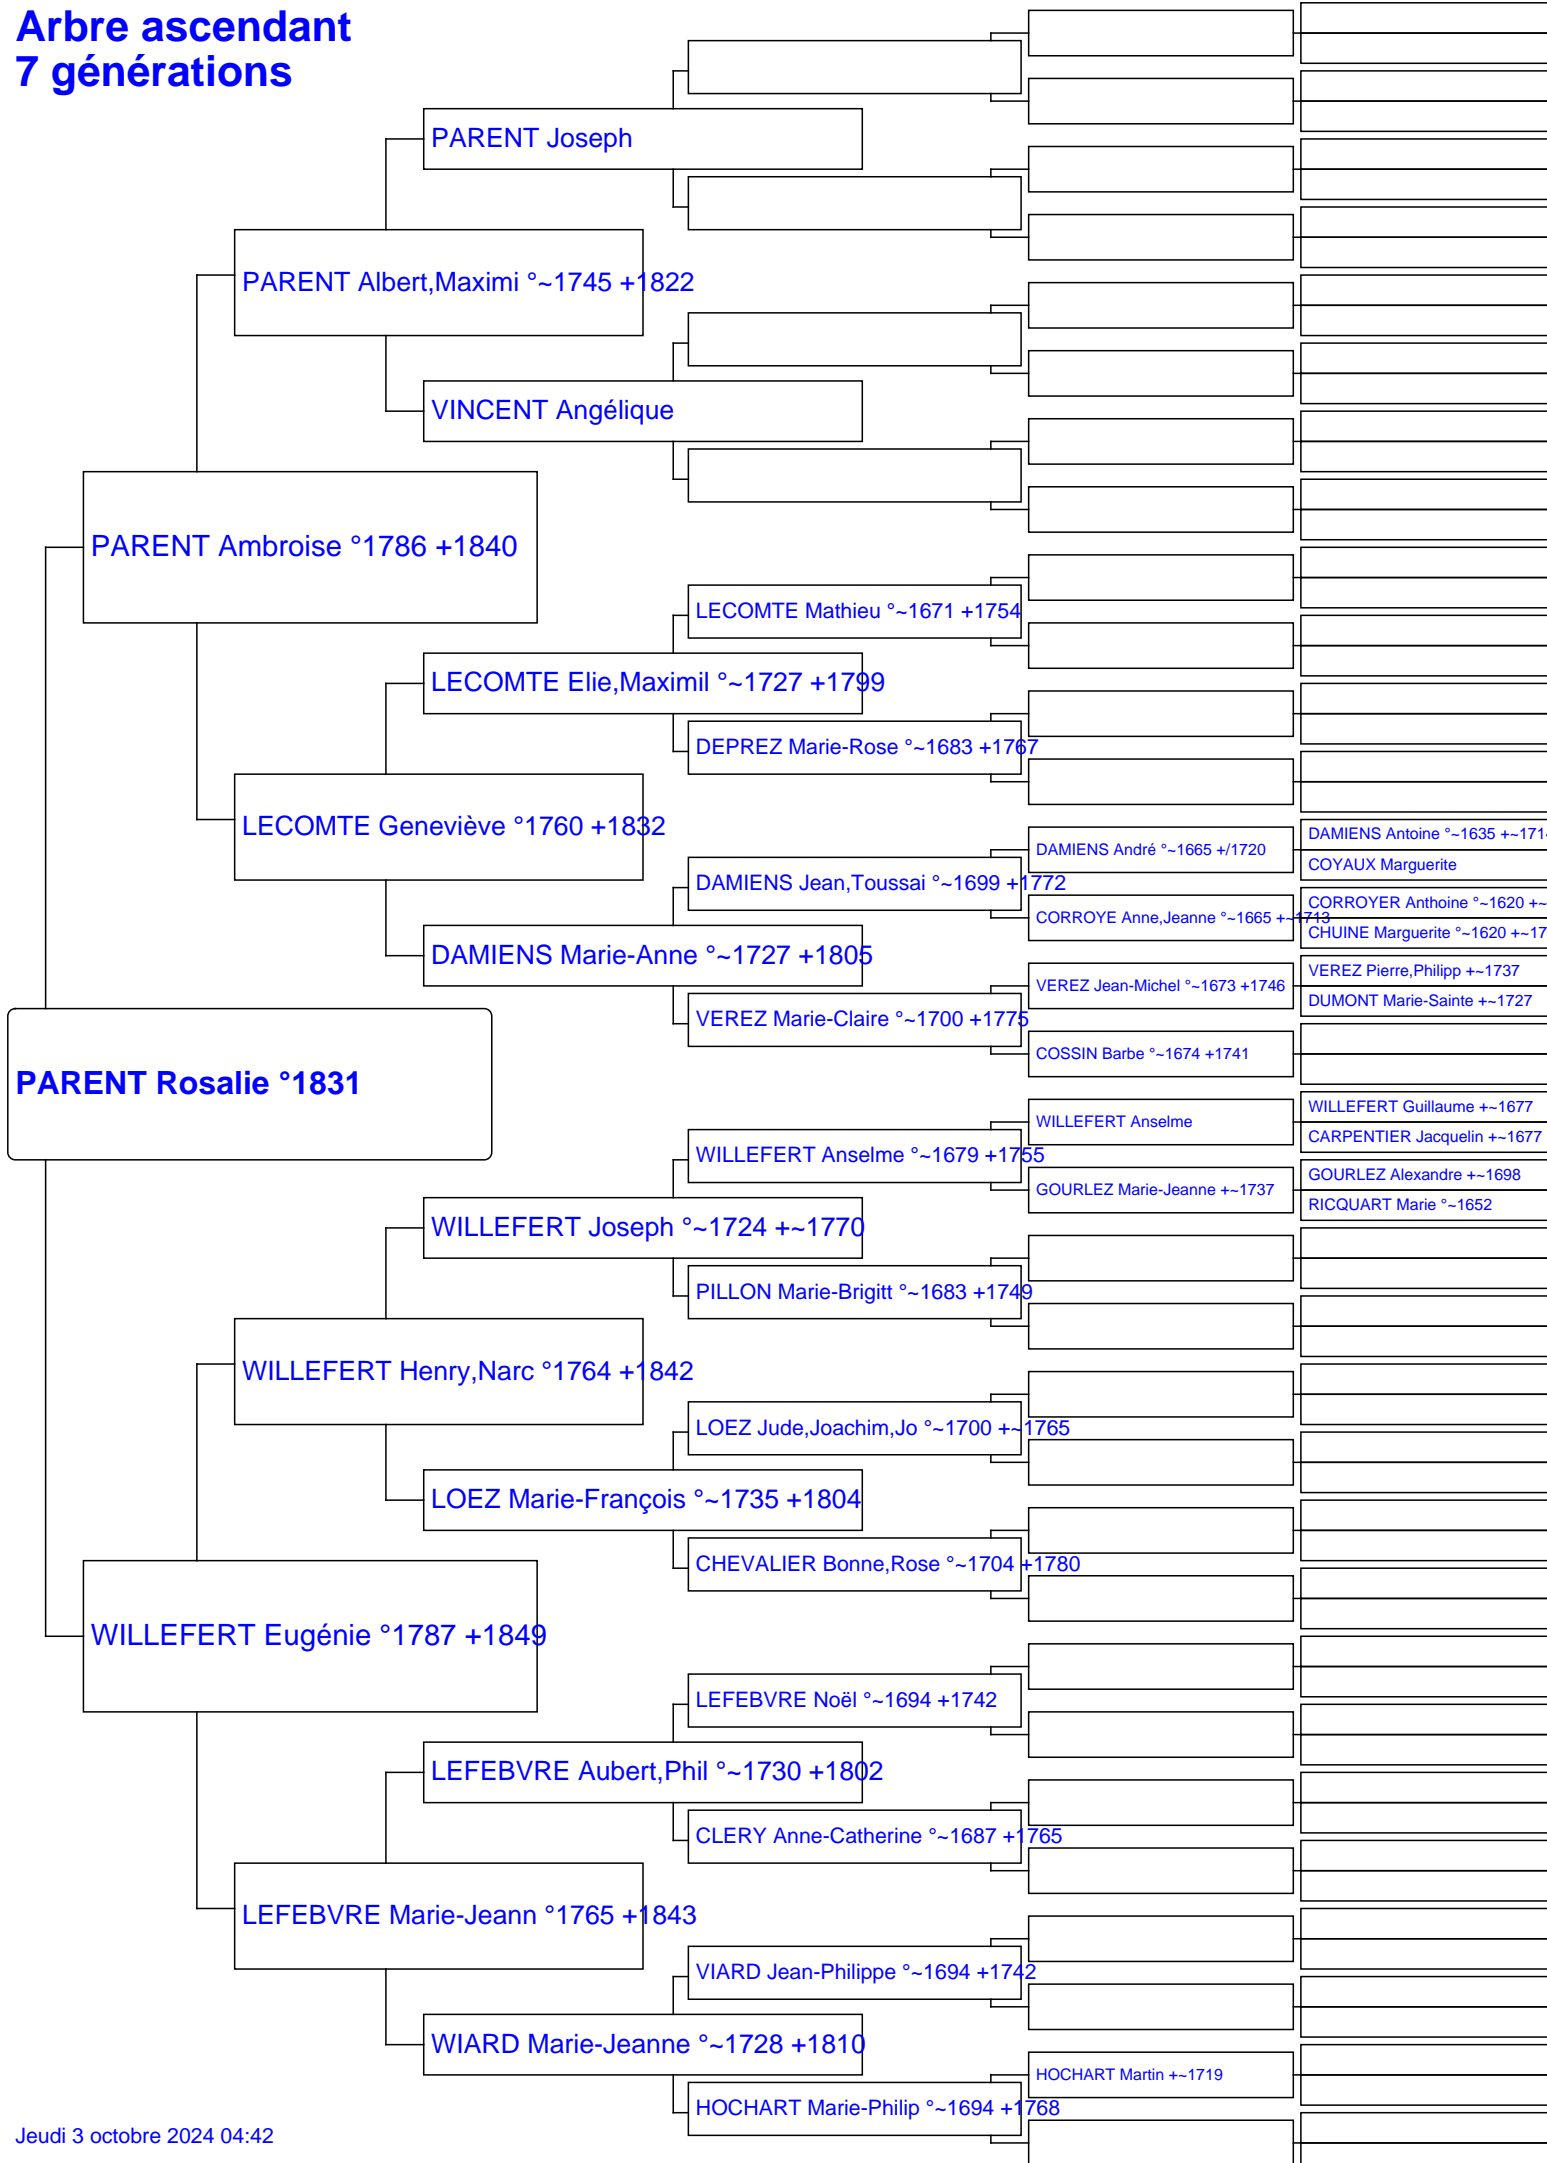 Arbre ascendant
7 générations
PARENT Joseph
PARENT Albert,Maximi °~1745 +1822
VINCENT Angélique
PARENT Ambroise °1786 +1840
LECOMTE Mathieu °~1671 +1754
LECOMTE Elie,Maximil °~1727 +1799
DEPREZ Marie-Rose °~1683 +1767
LECOMTE Geneviève °1760 +1832
DAMIENS Antoine °~1635 +~171
DAMIENS André °~1665 +/1720
COYAUX Marguerite
DAMIENS Jean,Toussai °~1699 +1772
CORROYER Anthoine °~1620 +~
CORROYE Anne,Jeanne °~1665 +~1713
CHUINE Marguerite °~1620 +~17
DAMIENS Marie-Anne °~1727 +1805
VEREZ Pierre,Philipp +~1737
VEREZ Jean-Michel °~1673 +1746
DUMONT Marie-Sainte +~1727
VEREZ Marie-Claire °~1700 +1775
COSSIN Barbe °~1674 +1741
PARENT Rosalie °1831
WILLEFERT Guillaume +~1677
WILLEFERT Anselme
CARPENTIER Jacquelin +~1677
WILLEFERT Anselme °~1679 +1755
GOURLEZ Alexandre +~1698
GOURLEZ Marie-Jeanne +~1737
RICQUART Marie °~1652
WILLEFERT Joseph °~1724 +~1770
PILLON Marie-Brigitt °~1683 +1749
WILLEFERT Henry,Narc °1764 +1842
LOEZ Jude,Joachim,Jo °~1700 +~1765
LOEZ Marie-François °~1735 +1804
CHEVALIER Bonne,Rose °~1704 +1780
WILLEFERT Eugénie °1787 +1849
LEFEBVRE Noël °~1694 +1742
LEFEBVRE Aubert,Phil °~1730 +1802
CLERY Anne-Catherine °~1687 +1765
LEFEBVRE Marie-Jeann °1765 +1843
VIARD Jean-Philippe °~1694 +1742
WIARD Marie-Jeanne °~1728 +1810
HOCHART Martin +~1719
HOCHART Marie-Philip °~1694 +1768
Jeudi 3 octobre 2024 04:42